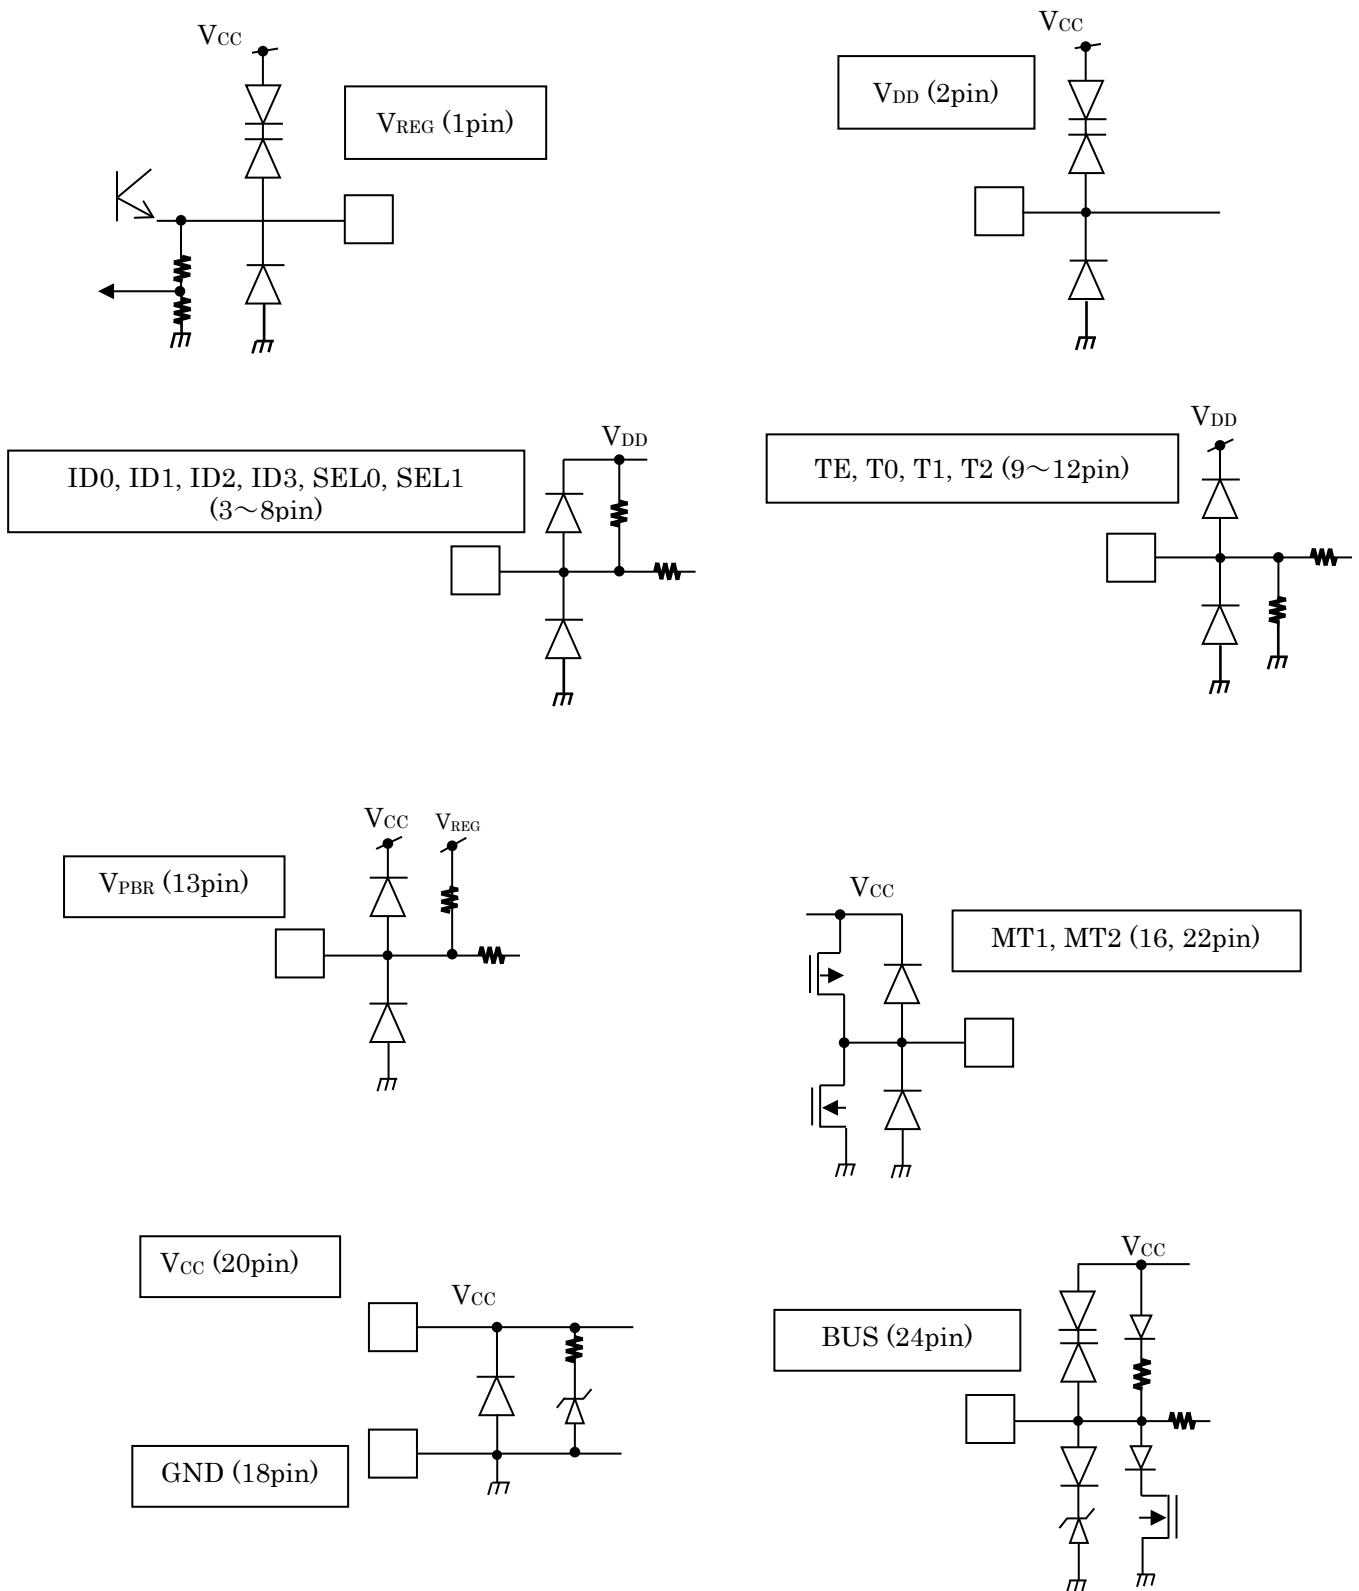 VCC
VREG (1pin)
VCC
VDD (2pin)
VDD
ID0, ID1, ID2, ID3, SEL0, SEL1
(3～8pin)
VDD
TE, T0, T1, T2 (9～12pin)
VCC
VREG
VPBR (13pin)
VCC
MT1, MT2 (16, 22pin)
VCC (20pin)
VCC
GND (18pin)
VCC
BUS (24pin)